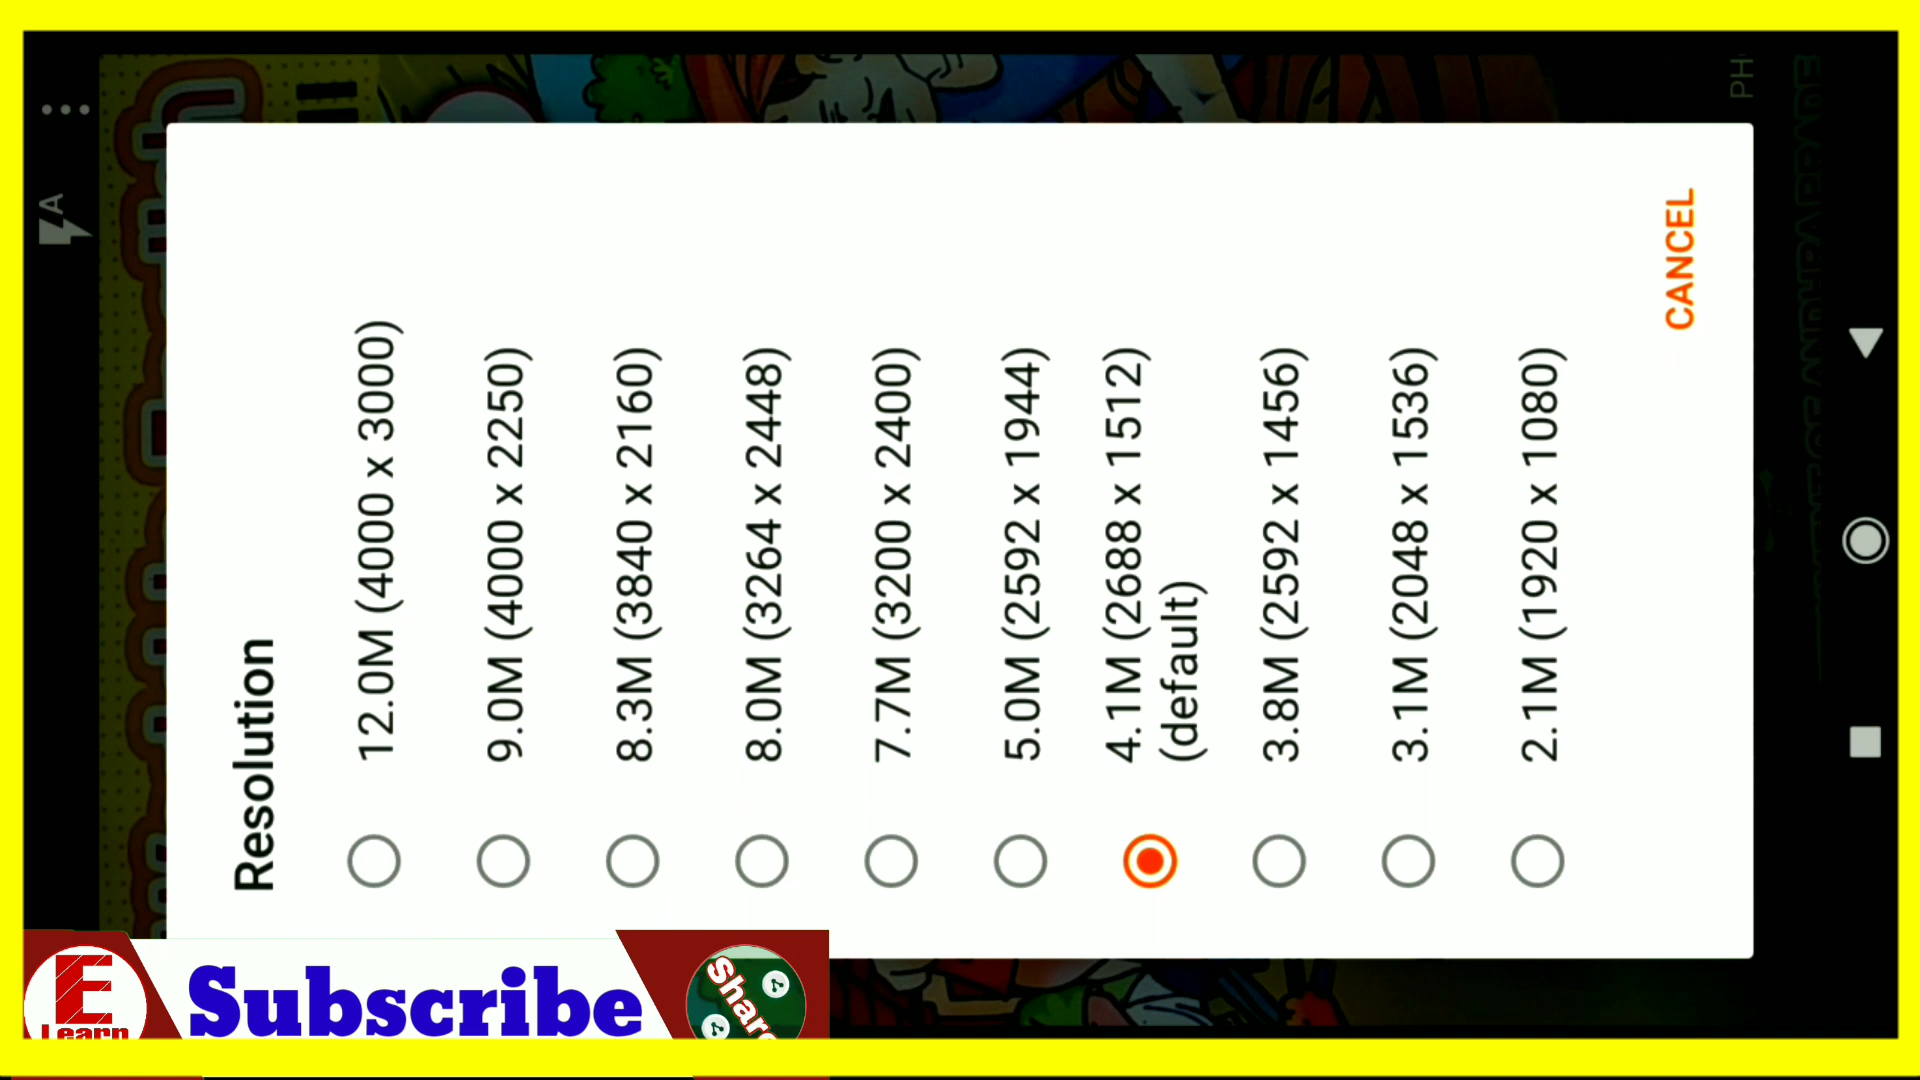 Resolution
12.0M (4000 x 3000)
9.0M (4000 x 2250)
8.3M (3840 x 2160)
8.0M (3264 x 2448)
7.7M (3200 x 2400)
5.0M (2592 x 1944)
4.1M (2688 x 1512)
(default)
3.8M (2592 x 1456)
3.1M (2048 x 1536)
2.1M (1920 x 1080)
CANCEL
A
PH
E
Learn
Subscribe
Share